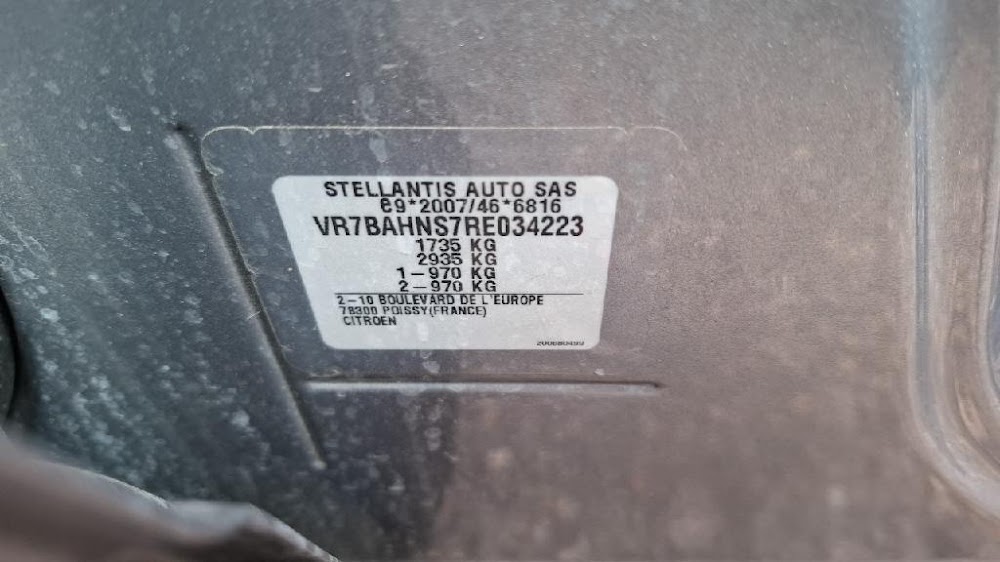 STELLANTIS AUTO SAS
e9*2007/46*6816
VR7BAHNS7RE034223
1735 KG
2935 KG
1-970 KG
2-970 KG
2-10 BOULEVARD DE L'EUROPE
78300 POISSY(FRANCE)
CITROEN